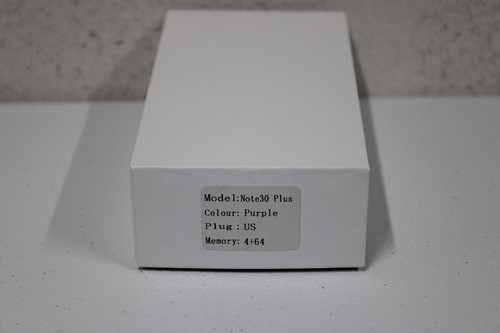 Model:Note30 Plus
Colour: Purple
Plug: US
Memory: 4+64